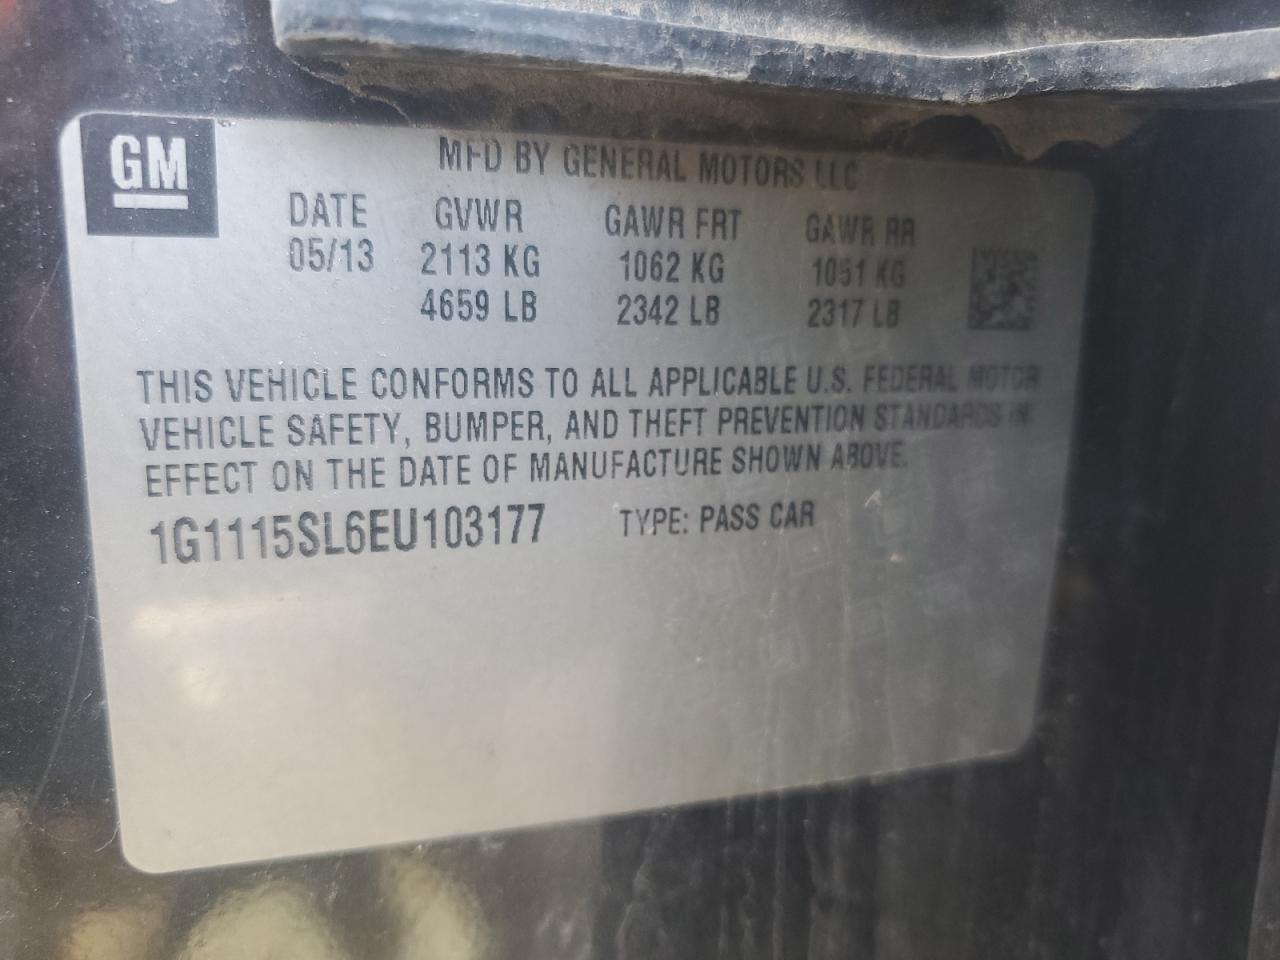 GM
MFD BY GENERAL MOTORS LLC
DATE GVWR GAWR FRT GAWR RR
05/13 2113 KG 1062 KG 1051 KG
4659 LB 2342 LB 2317 LB
THIS VEHICLE CONFORMS TO ALL APPLICABLE U.S. FEDERAL MOTOR
VEHICLE SAFETY, BUMPER, AND THEFT PREVENTION STANDARDS IN
EFFECT ON THE DATE OF MANUFACTURE SHOWN ABOVE.
1G1115SL6EU103177 TYPE: PASS CAR